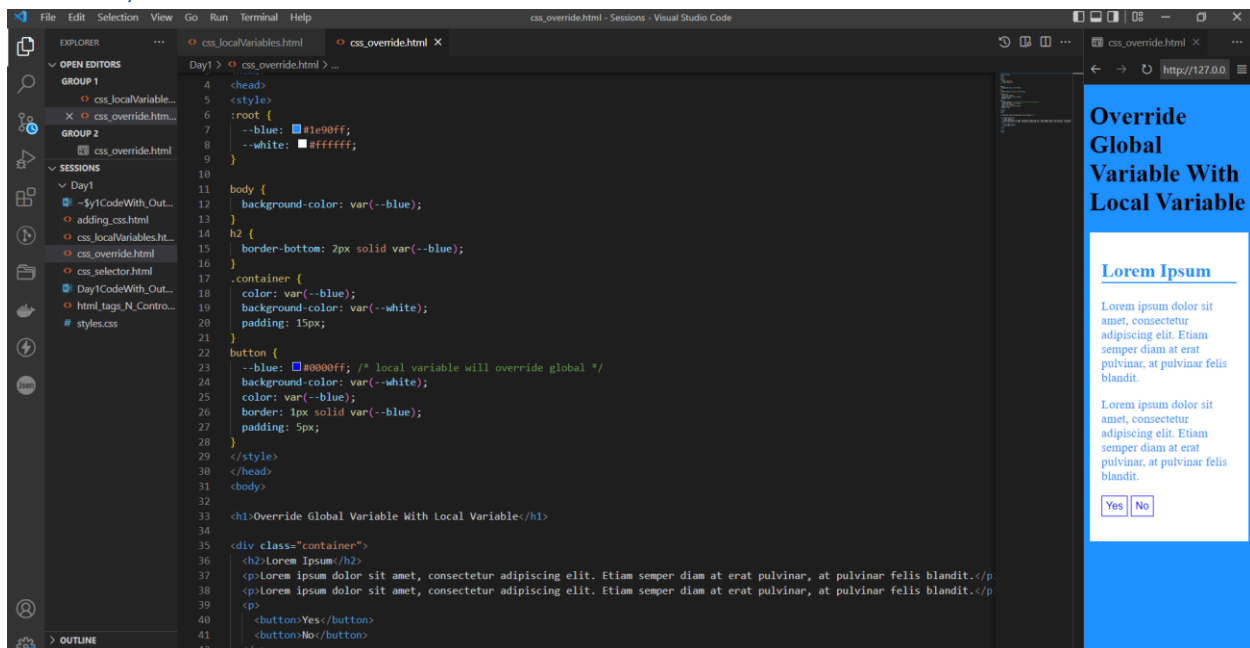 File Edit Selection View Go Run Terminal Help
css_override.html - Sessions - Visual Studio Code
EXPLORER ...
OPEN EDITORS
GROUP 1
css_localVariable...
css_override.htm...
GROUP 2
css_override.html
SESSIONS
Day1
~$y1CodeWith_Out...
adding_css.html
css_localVariables.ht...
css_override.html
css_selector.html
Day1CodeWith_Out...
html_tags_N_Contro...
# styles.css
OUTLINE
css_localVariables.html css_override.html
Day1 > css_override.html > ...
4 <head>
5 <style>
6 :root {
7 --blue: #1e90ff;
8 --white: #ffffff;
9 }
10
11 body {
12 background-color: var(--blue);
13 }
14 h2 {
15 border-bottom: 2px solid var(--blue);
16 }
17 .container {
18 color: var(--blue);
19 background-color: var(--white);
20 padding: 15px;
21 }
22 button {
23 --blue: #0000ff; /* local variable will override global */
24 background-color: var(--white);
25 color: var(--blue);
26 border: 1px solid var(--blue);
27 padding: 5px;
28 }
29 </style>
30 </head>
31 <body>
32
33 <h1>Override Global Variable With Local Variable</h1>
34
35 <div class="container">
36 <h2>Lorem Ipsum</h2>
37 <p>Lorem ipsum dolor sit amet, consectetur adipiscing elit. Etiam semper diam at erat pulvinar, at pulvinar felis blandit.</p
38 <p>Lorem ipsum dolor sit amet, consectetur adipiscing elit. Etiam semper diam at erat pulvinar, at pulvinar felis blandit.</p
39 <p>
40 <button>Yes</button>
41 <button>No</button>
css_override.html
http://127.0.0
Override
Global
Variable With
Local Variable
Lorem Ipsum
Lorem ipsum dolor sit
amet, consectetur
adipiscing elit. Etiam
semper diam at erat
pulvinar, at pulvinar felis
blandit.
Lorem ipsum dolor sit
amet, consectetur
adipiscing elit. Etiam
semper diam at erat
pulvinar, at pulvinar felis
blandit.
Yes No